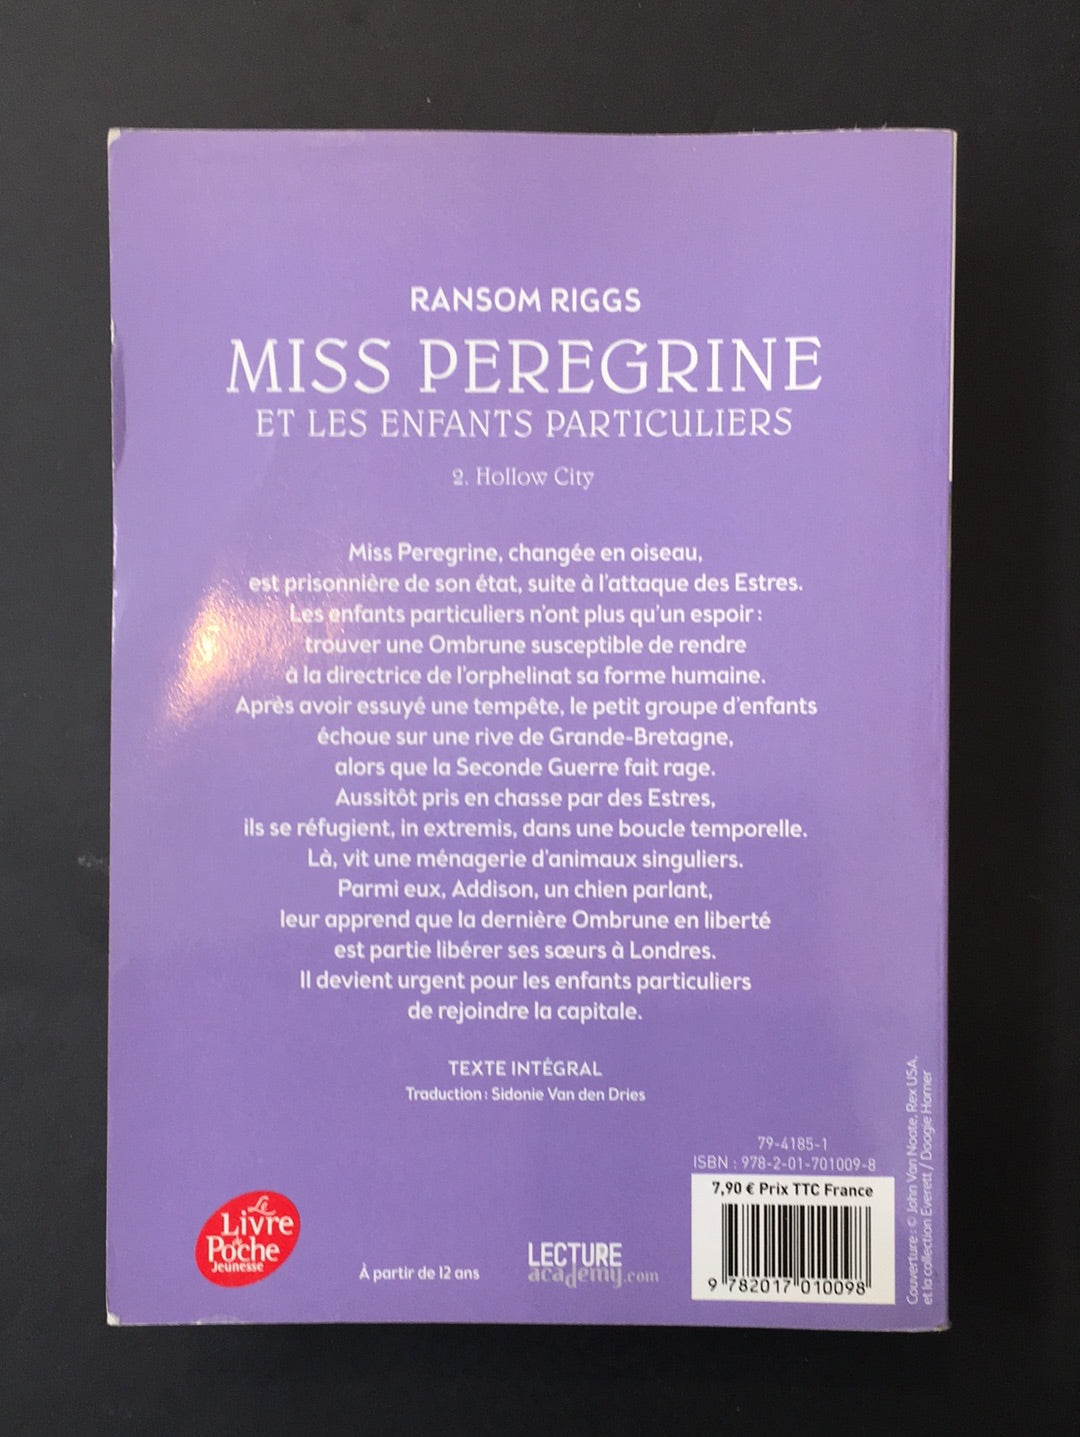 RANSOM RIGGS
MISS PEREGRINE
ET LES ENFANTS PARTICULIERS
2. Hollow City
Miss Peregrine, changée en oiseau,
est prisonnière de son état, suite à l'attaque des Estres.
Les enfants particuliers n'ont plus qu'un espoir :
trouver une Ombrune susceptible de rendre
à la directrice de l'orphelinat sa forme humaine.
Après avoir essuyé une tempête, le petit groupe d'enfants
échoue sur une rive de Grande-Bretagne,
alors que la Seconde Guerre fait rage.
Aussitôt pris en chasse par des Estres,
ils se réfugient, in extremis, dans une boucle temporelle.
Là, vit une ménagerie d'animaux singuliers.
Parmi eux, Addison, un chien parlant,
leur apprend que la dernière Ombrune en liberté
est partie libérer ses sœurs à Londres.
Il devient urgent pour les enfants particuliers
de rejoindre la capitale.
TEXTE INTÉGRAL
Traduction : Sidonie Van den Dries
79-4185-1
ISBN : 978-2-01-701009-8
7,90 € Prix TTC France
9 782017 010098
Le
Livre
de
Poche
Jeunesse
À partir de 12 ans
LECTURE
academy.com
Couverture : © John Van Noate, Rex USA,
et la collection Everett / Doogie Horner